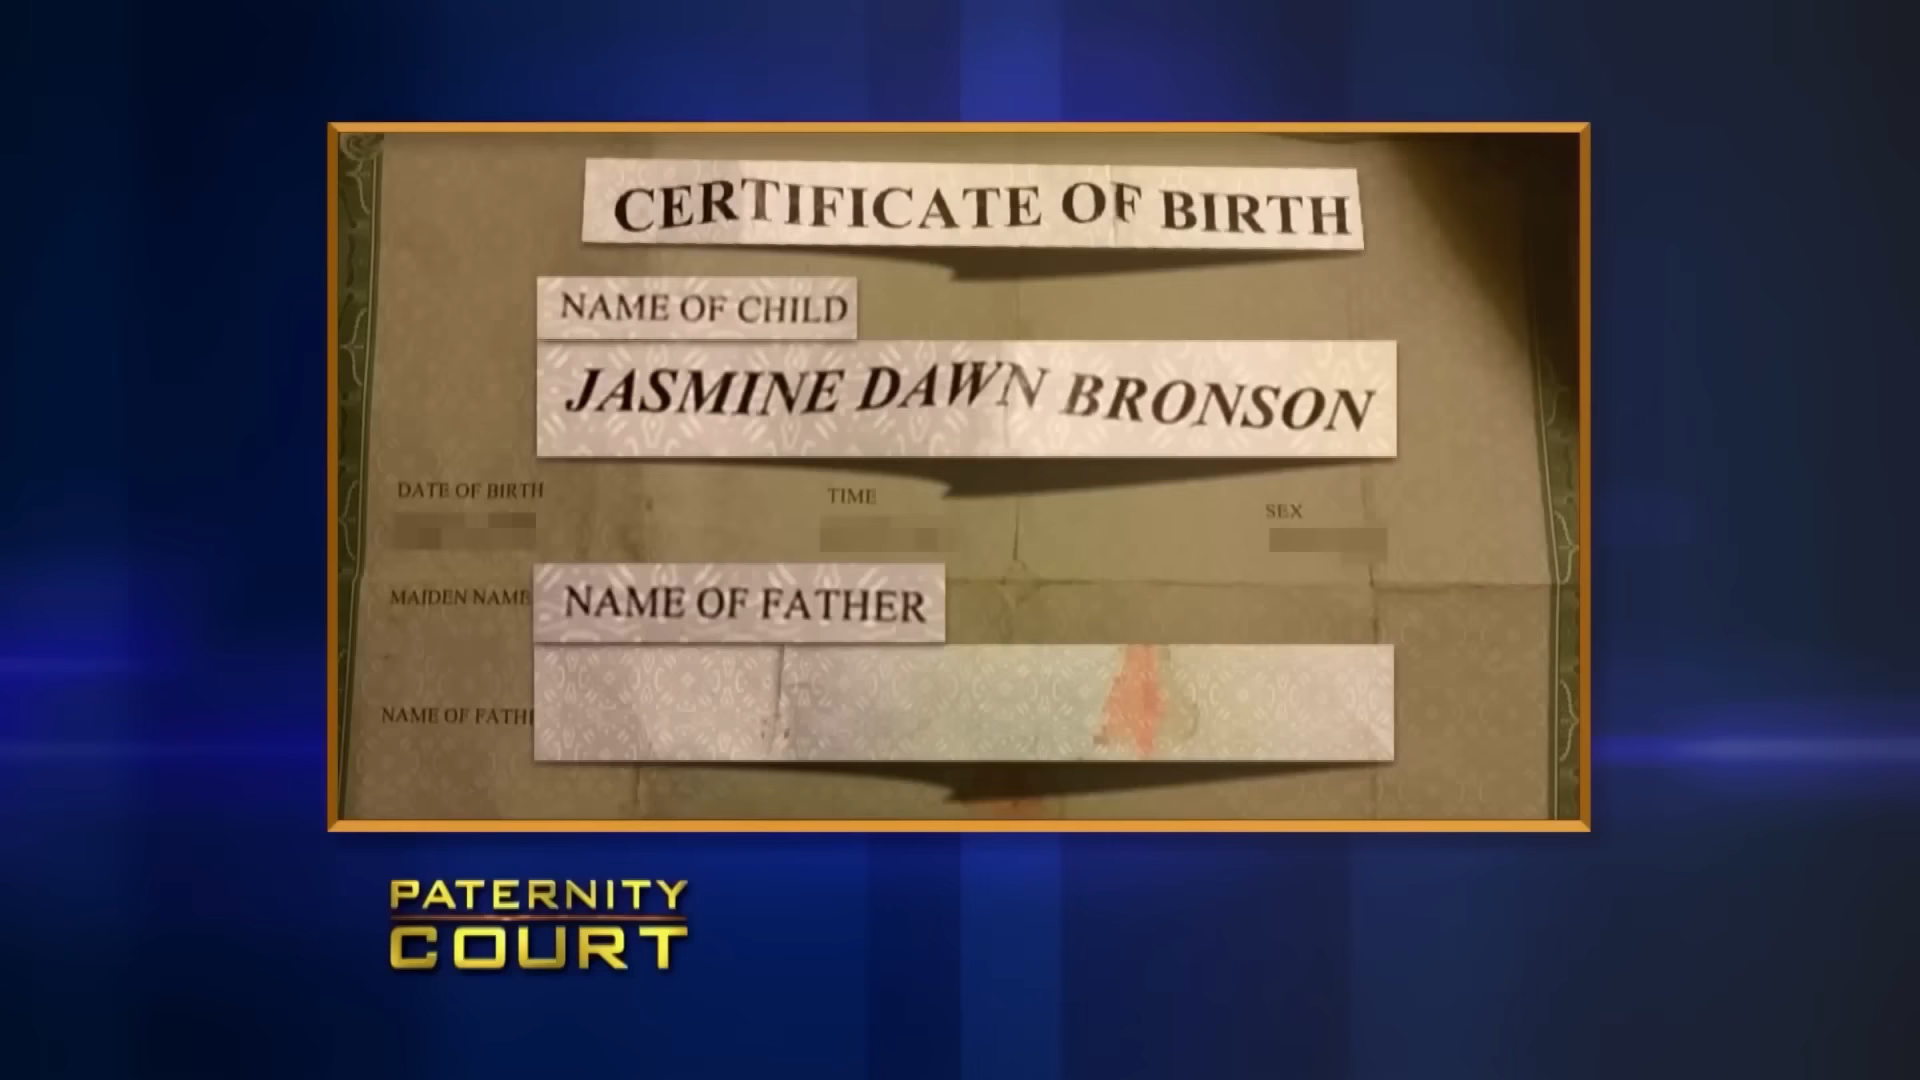 CERTIFICATE OF BIRTH
NAME OF CHILD
JASMINE DAWN BRONSON
DATE OF BIRTH TIME SEX
NAME OF FATHER
MAIDEN NAME
NAME OF FATHE
PATERNITY
COURT